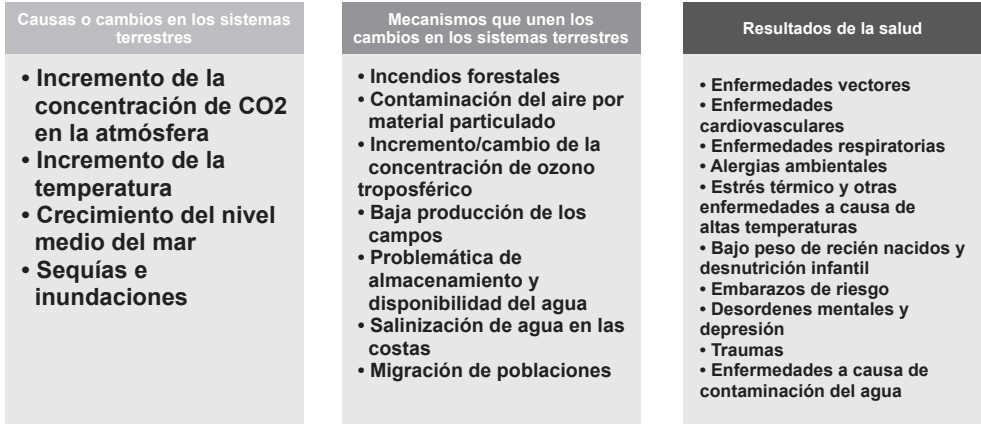 Causas o cambios en los sistemas
terrestres
• Incremento de la
concentración de CO2
en la atmósfera
• Incremento de la
temperatura
• Crecimiento del nivel
medio del mar
• Sequías e
inundaciones
Mecanismos que unen los
cambios en los sistemas terrestres
• Incendios forestales
• Contaminación del aire por
material particulado
• Incremento/cambio de la
concentración de ozono
troposférico
• Baja producción de los
campos
• Problemática de
almacenamiento y
disponibilidad del agua
• Salinización de agua en las
costas
• Migración de poblaciones
Resultados de la salud
• Enfermedades vectores
• Enfermedades
cardiovasculares
• Enfermedades respiratorias
• Alergias ambientales
• Estrés térmico y otras
enfermedades a causa de
altas temperaturas
• Bajo peso de recién nacidos y
desnutrición infantil
• Embarazos de riesgo
• Desordenes mentales y
depresión
• Traumas
• Enfermedades a causa de
contaminación del agua